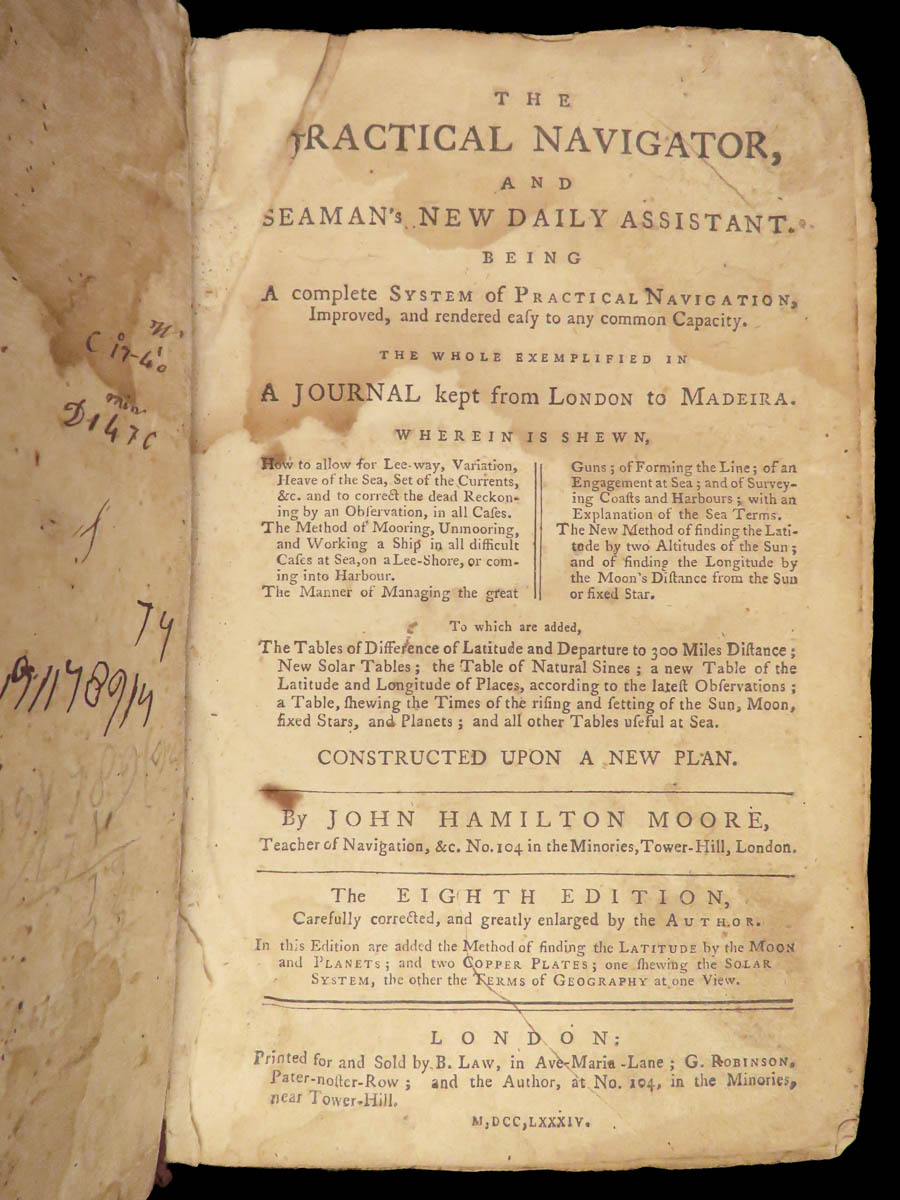 C 17-40
min.
D 147C
74
THE
PRACTICAL NAVIGATOR,
AND
SEAMAN's NEW DAILY ASSISTANT.
BEING
A complete SYSTEM of PRACTICAL NAVIGATION,
Improved, and rendered eaſy to any common Capacity.
THE WHOLE EXEMPLIFIED IN
A JOURNAL kept from LONDON to MADEIRA.
WHEREIN IS SHEWN,
How to allow for Lee-way, Variation,
Heave of the Sea, Set of the Currents,
&c. and to correct the dead Reckon-
ing by an Obſervation, in all Caſes.
The Method of Mooring, Unmooring,
and Working a Ship in all difficult
Caſes at Sea, on a Lee-Shore, or com-
ing into Harbour.
The Manner of Managing the great
Guns; of Forming the Line; of an
Engagement at Sea; and of Survey-
ing Coaſts and Harbours; with an
Explanation of the Sea Terms.
The New Method of finding the Lati-
tude by two Altitudes of the Sun;
and of finding the Longitude by
the Moon's Diſtance from the Sun
or fixed Star.
To which are added,
The Tables of Difference of Latitude and Departure to 300 Miles Diſtance;
New Solar Tables; the Table of Natural Sines; a new Table of the
Latitude and Longitude of Places, according to the lateſt Obſervations;
a Table, ſhewing the Times of the riſing and ſetting of the Sun, Moon,
fixed Stars, and Planets; and all other Tables uſeful at Sea.
CONSTRUCTED UPON A NEW PLAN.
By JOHN HAMILTON MOORE,
Teacher of Navigation, &c. No. 104 in the Minories, Tower-Hill, London.
The EIGHTH EDITION,
Carefully corrected, and greatly enlarged by the AUTHOR.
In this Edition are added the Method of finding the LATITUDE by the MOON
and PLANETS; and two COPPER PLATES; one ſhewing the SOLAR
SYSTEM, the other the TERMS of GEOGRAPHY at one View.
LONDON:
Printed for and Sold by B. LAW, in Ave-Maria-Lane; G. ROBINSON,
Pater-noſter-Row; and the Author, at No. 104, in the Minories,
near Tower-Hill.
M,DCC,LXXXIV.